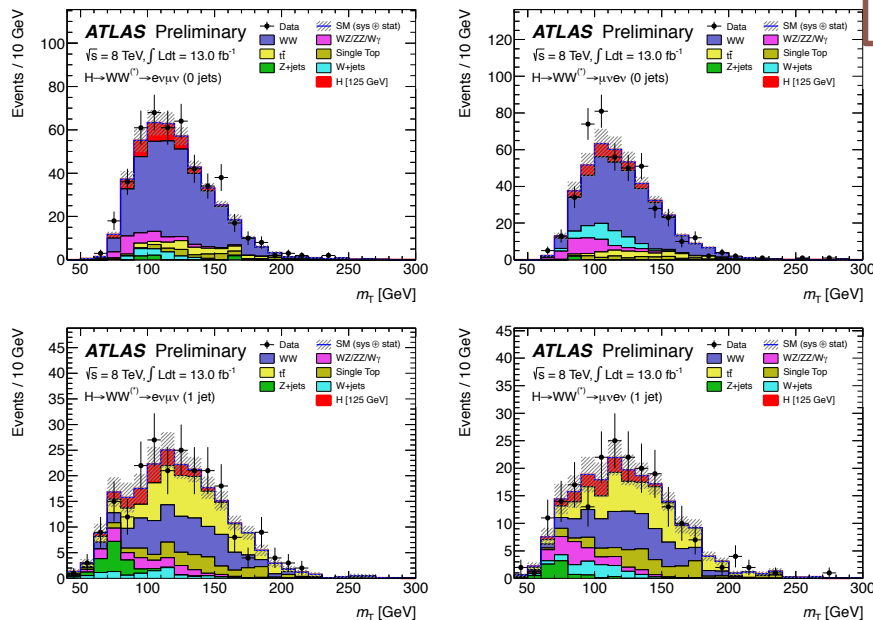 ATLAS Preliminary
√s = 8 TeV, ∫ Ldt = 13.0 fb⁻¹
H→WW(*)→eνμν (0 jets)
Data
SM (sys ⊕ stat)
WW
WZ/ZZ/Wγ
tt̄
Single Top
Z+jets
W+jets
H [125 GeV]
Events / 10 GeV
100
80
60
40
20
0
50 100 150 200 250 300
mT [GeV]
ATLAS Preliminary
√s = 8 TeV, ∫ Ldt = 13.0 fb⁻¹
H→WW(*)→μνeν (0 jets)
Data
SM (sys ⊕ stat)
WW
WZ/ZZ/Wγ
tt̄
Single Top
Z+jets
W+jets
H [125 GeV]
Events / 10 GeV
120
100
80
60
40
20
0
50 100 150 200 250 300
mT [GeV]
ATLAS Preliminary
√s = 8 TeV, ∫ Ldt = 13.0 fb⁻¹
H→WW(*)→eνμν (1 jet)
Data
SM (sys ⊕ stat)
WW
WZ/ZZ/Wγ
tt̄
Single Top
Z+jets
W+jets
H [125 GeV]
Events / 10 GeV
45
40
35
30
25
20
15
10
5
0
50 100 150 200 250 300
mT [GeV]
ATLAS Preliminary
√s = 8 TeV, ∫ Ldt = 13.0 fb⁻¹
H→WW(*)→μνeν (1 jet)
Data
SM (sys ⊕ stat)
WW
WZ/ZZ/Wγ
tt̄
Single Top
Z+jets
W+jets
H [125 GeV]
Events / 10 GeV
45
40
35
30
25
20
15
10
5
0
50 100 150 200 250 300
mT [GeV]